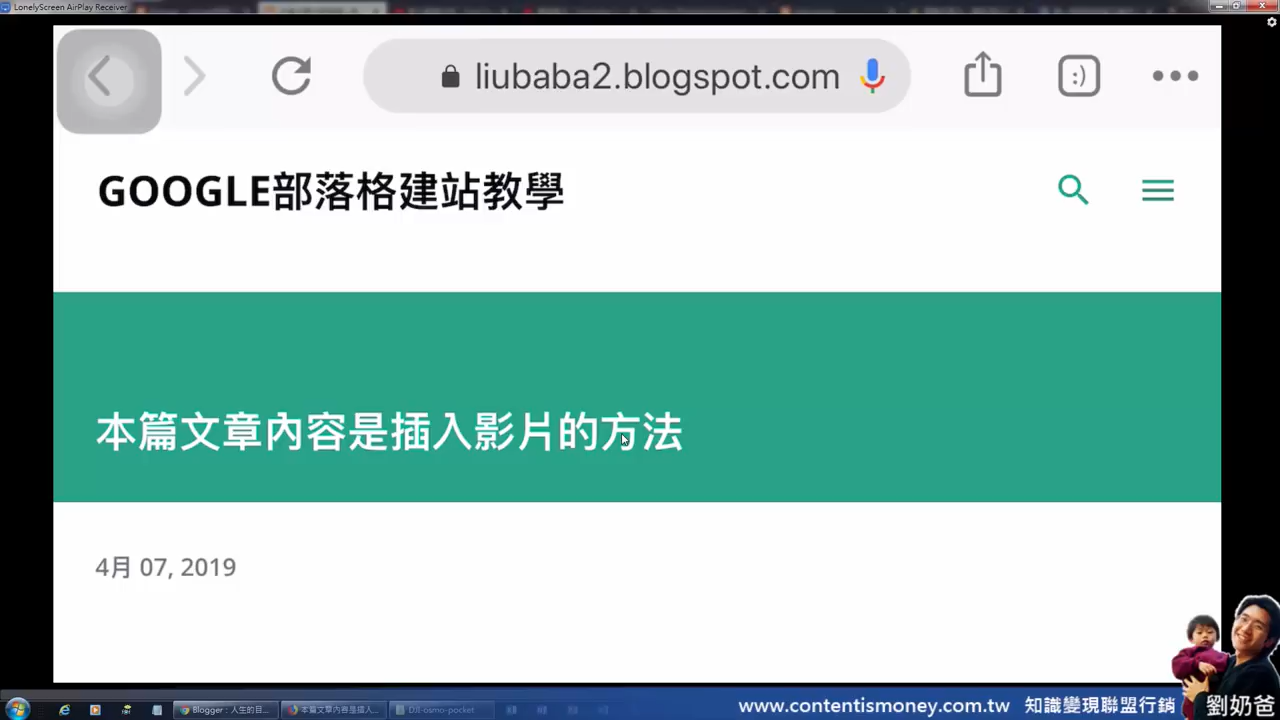 LonelyScreen AirPlay Receiver
liubaba2.blogspot.com
:)
GOOGLE部落格建站教學
本篇文章內容是插入影片的方法
4月 07, 2019
Blogger : 人生的目...
本篇文章內容是插入...
DJI-osmo-pocket
www.contentismoney.com.tw 知識變現聯盟行銷 劉奶爸